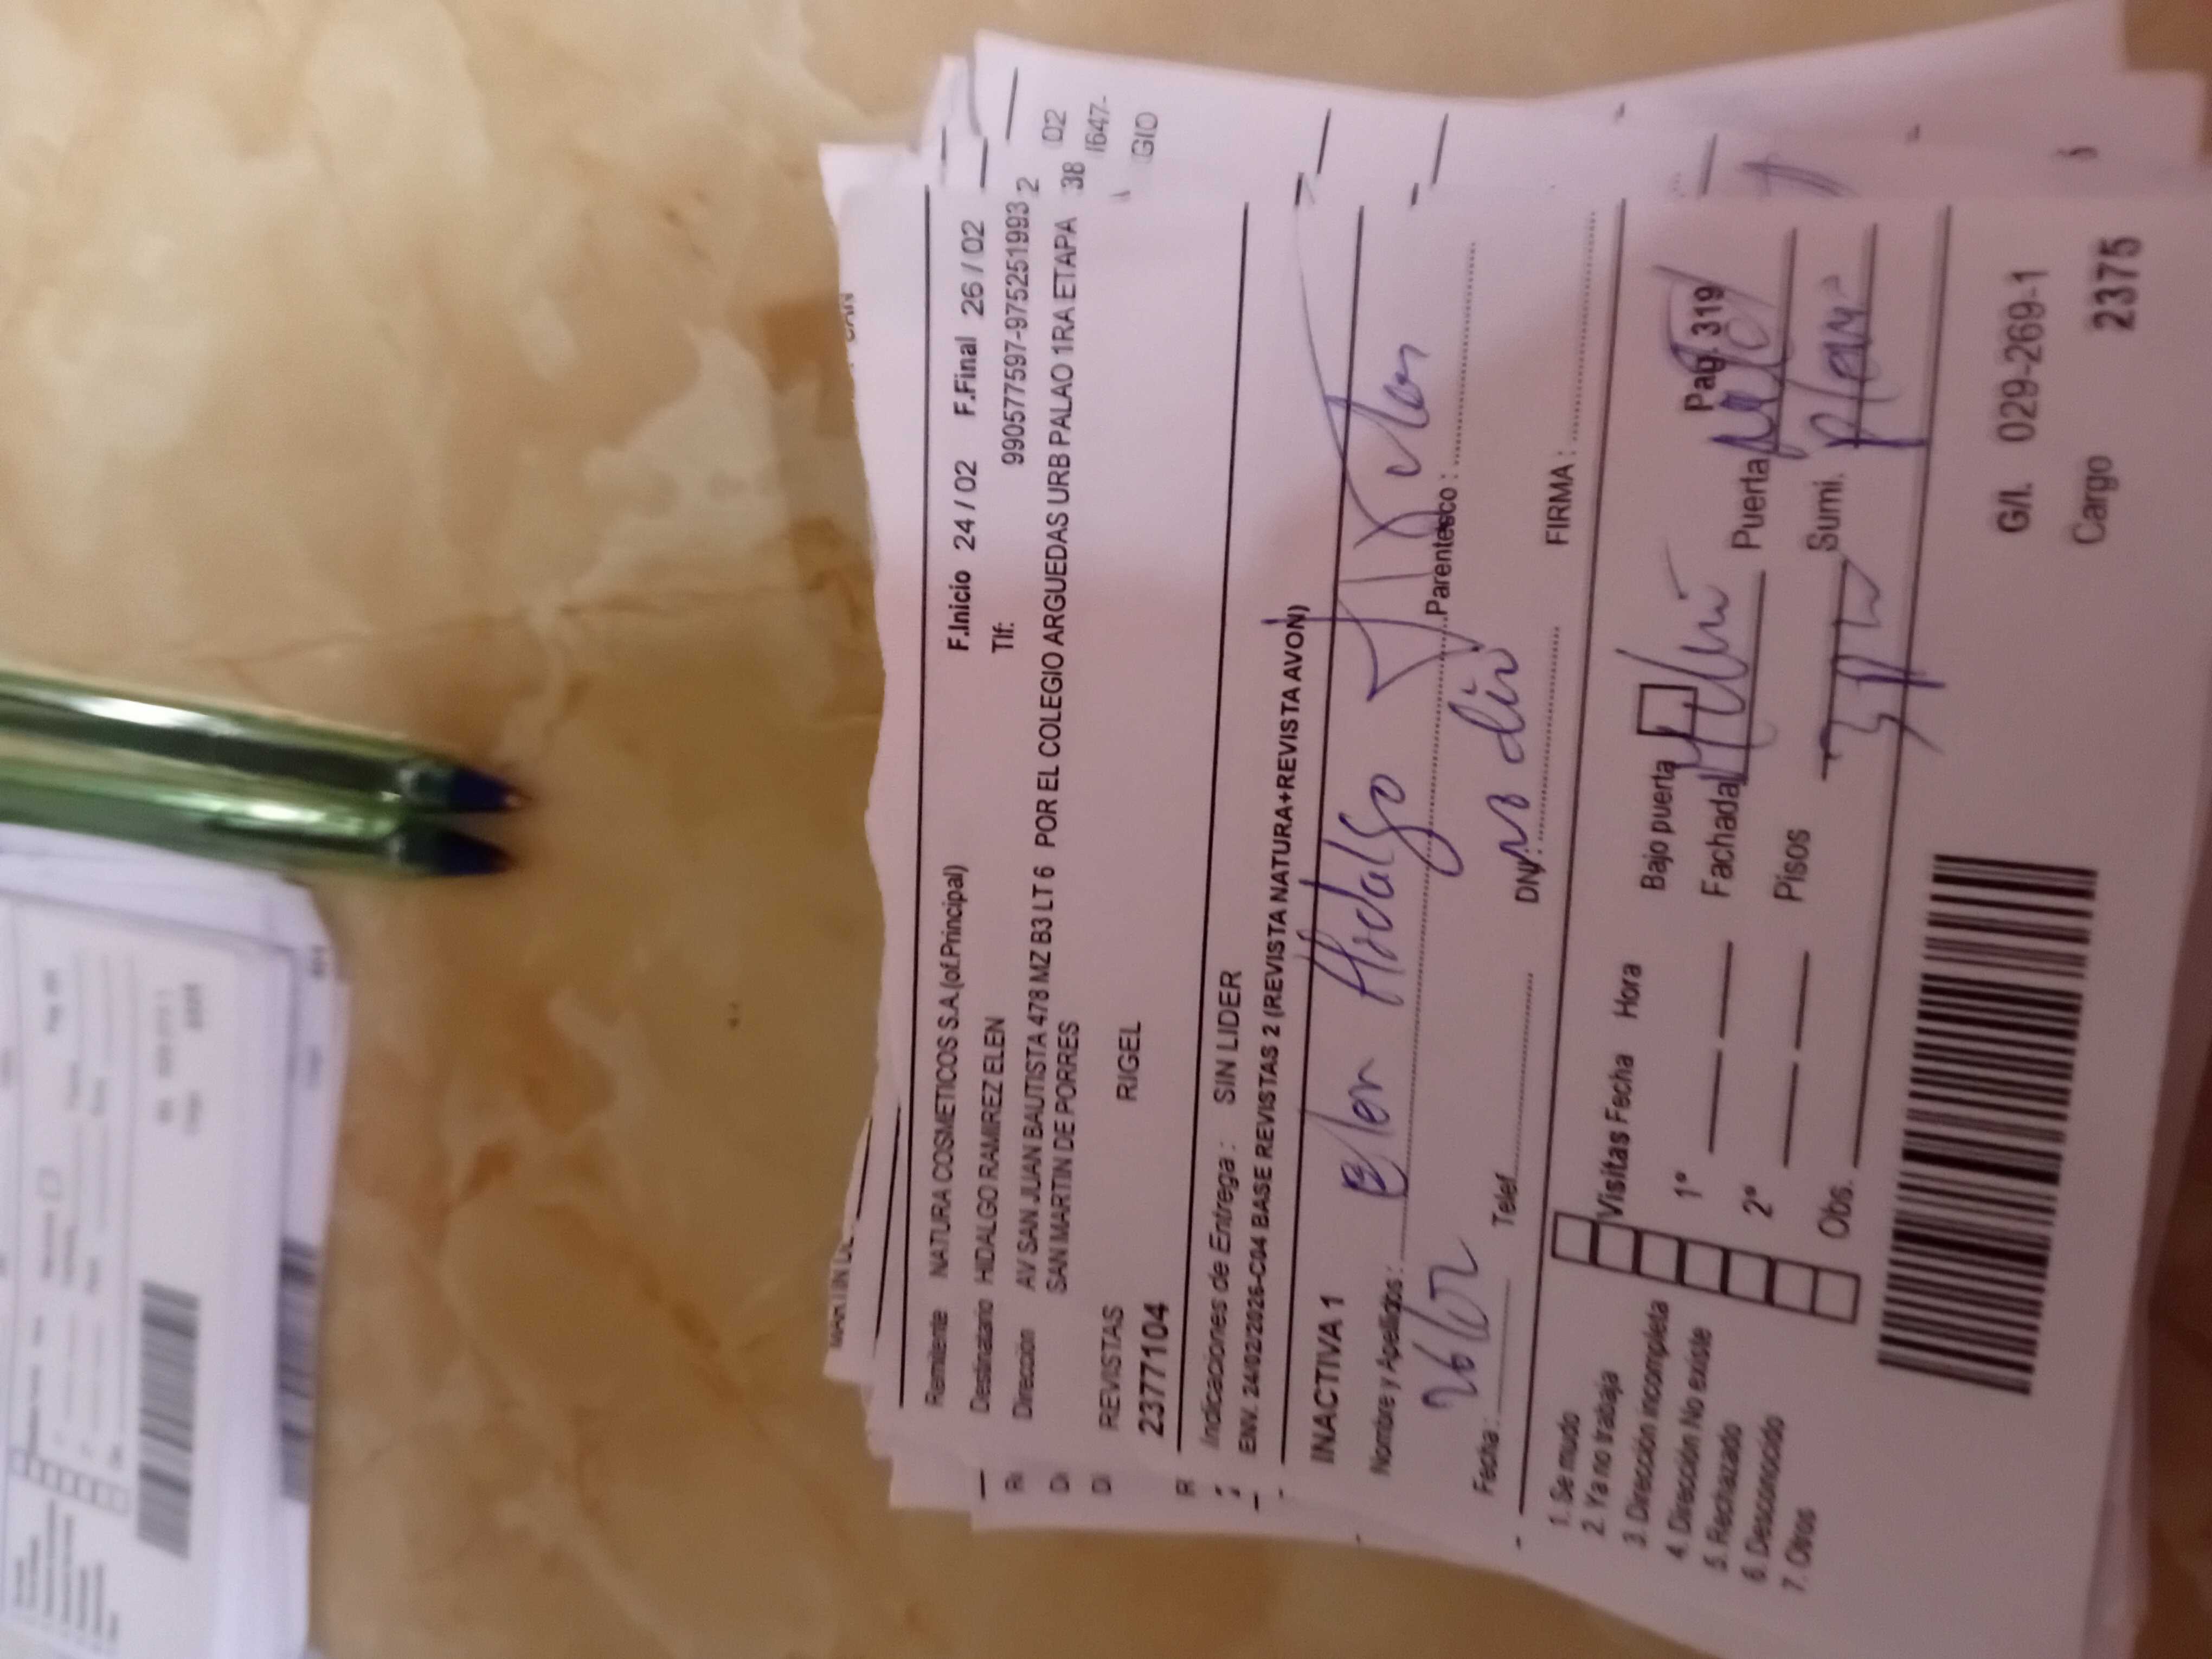 Remitente NATURA COSMETICOS S.A.(of.Principal) F.Inicio 24 / 02 F.Final 26 / 02
Destinatario HIDALGO RAMIREZ ELEN Tlf: 990577597-975251993
Dirección AV SAN JUAN BAUTISTA 478 MZ B3 LT 6 POR EL COLEGIO ARGUEDAS URB PALAO 1RA ETAPA
SAN MARTIN DE PORRES
REVISTAS RIGEL
23777104
Indicaciones de Entrega : SIN LIDER
ENV. 24/02/2026-C04 BASE REVISTAS 2 (REVISTA NATURA+REVISTA AVON)
INACTIVA 1
Nombre y Apellidos : Elen Hidalgo Parentesco :
Fecha : 26/02 Telef. DNI: no dio FIRMA :
1. Se mudo
2. Ya no trabaja
3. Dirección incompleta
4. Dirección No existe
5. Rechazado
6. Desconocido
7. Otros
Visitas Fecha Hora Bajo puerta Pag. 319
1° Fachada Puerta
2° Pisos 3P Sumi.
Obs.
G/I. 029-269-1
Cargo 2375